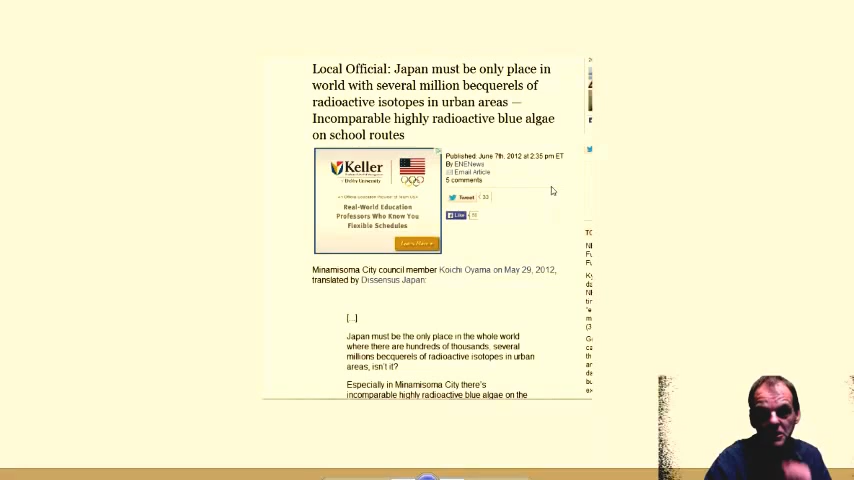 Local Official: Japan must be only place in
world with several million becquerels of
radioactive isotopes in urban areas —
Incomparable highly radioactive blue algae
on school routes
Keller
Real-World Education
Professors Who Know You
Flexible Schedules
Published: June 7th, 2012 at 2:35 pm ET
By ENENews
Email Article
5 comments
Tweet 33
Like
Minamisoma City council member Koichi Oyama on May 29, 2012,
translated by Dissensus Japan:
[...]
Japan must be the only place in the whole world
where there are hundreds of thousands, several
millions becquerels of radioactive isotopes in urban
areas, isn't it?
Especially in Minamisoma City there's
incomparable highly radioactive blue algae on the